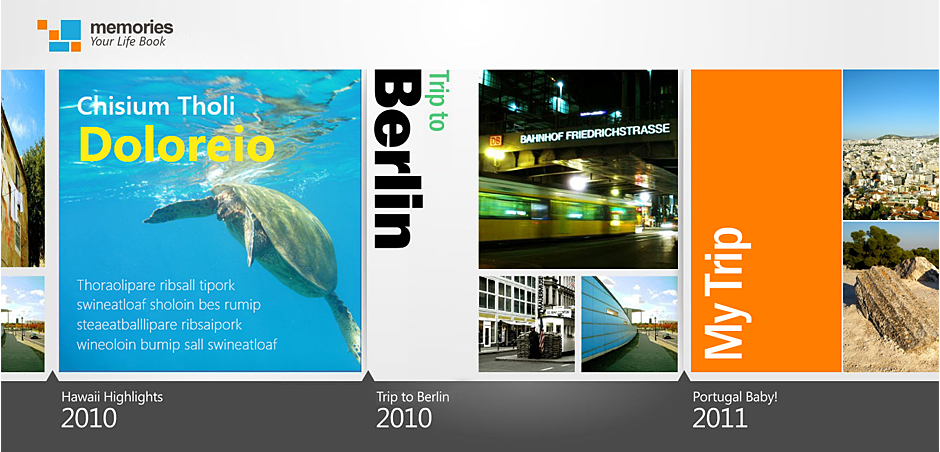 memories
Your Life Book
Chisium Tholi
Doloreio
Thoraolipare ribsall tipork
swineatloaf sholoin bes rumip
steaeatballlipare ribsaipork
wineoloin bumip sall swineatloaf
Trip to
Berlin
BAHNHOF FRIEDRICHSTRASSE
My Trip
Hawaii Highlights
2010
Trip to Berlin
2010
Portugal Baby!
2011